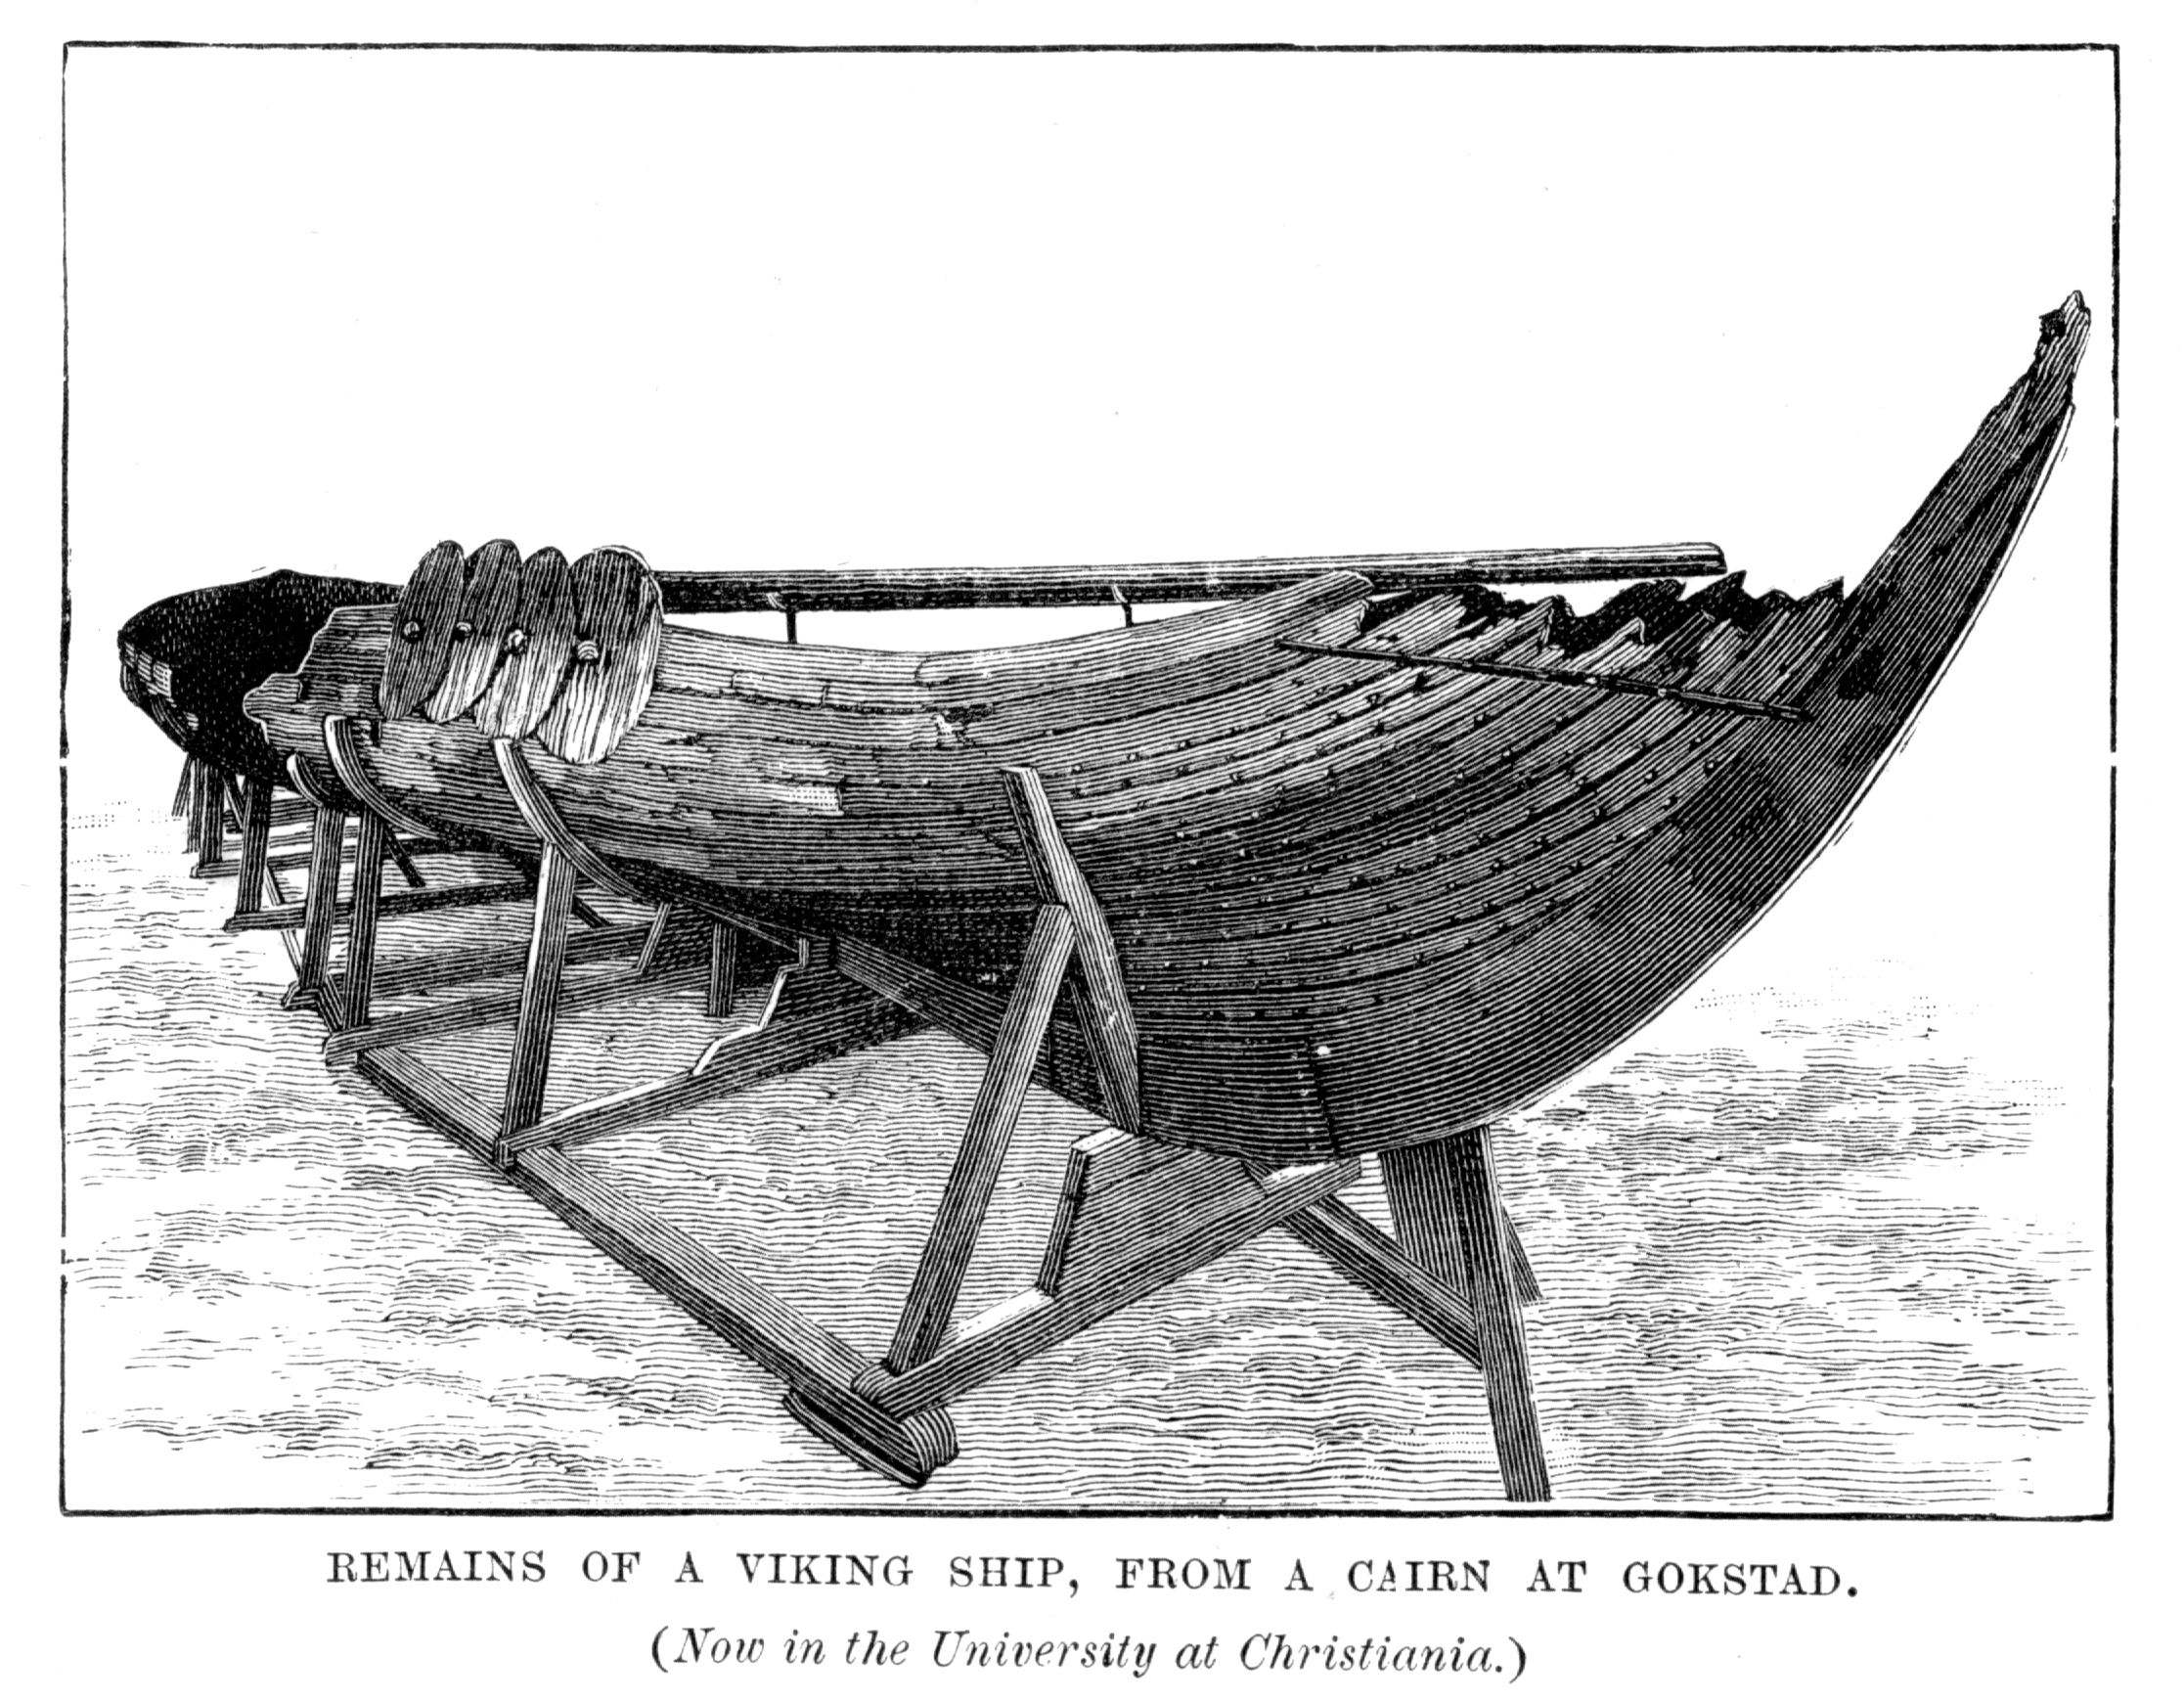 REMAINS OF A VIKING SHIP, FROM A CAIRN AT GOKSTAD.
(Now in the University at Christiania.)